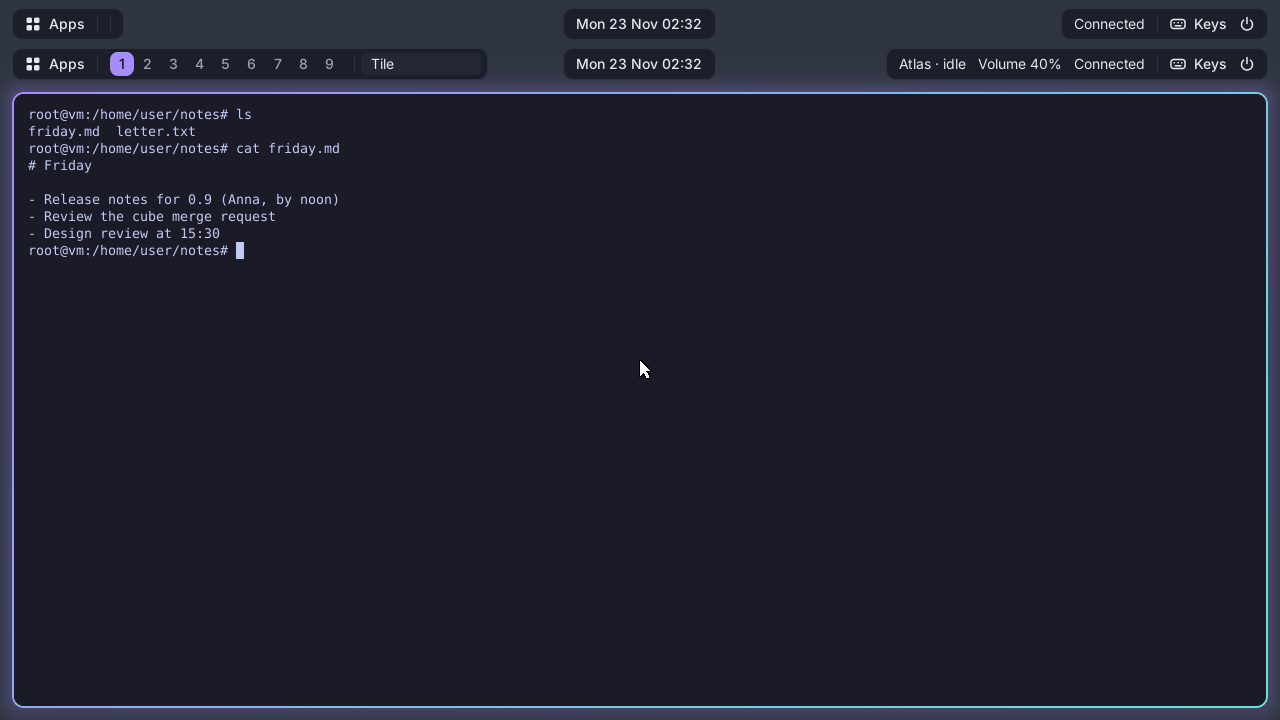 Apps
Mon 23 Nov 02:32
Connected
Keys
Apps
1 2 3 4 5 6 7 8 9
Tile
Mon 23 Nov 02:32
Atlas · idle
Volume 40%
Connected
Keys
root@vm:/home/user/notes# ls
friday.md  letter.txt
root@vm:/home/user/notes# cat friday.md
# Friday

- Release notes for 0.9 (Anna, by noon)
- Review the cube merge request
- Design review at 15:30
root@vm:/home/user/notes#